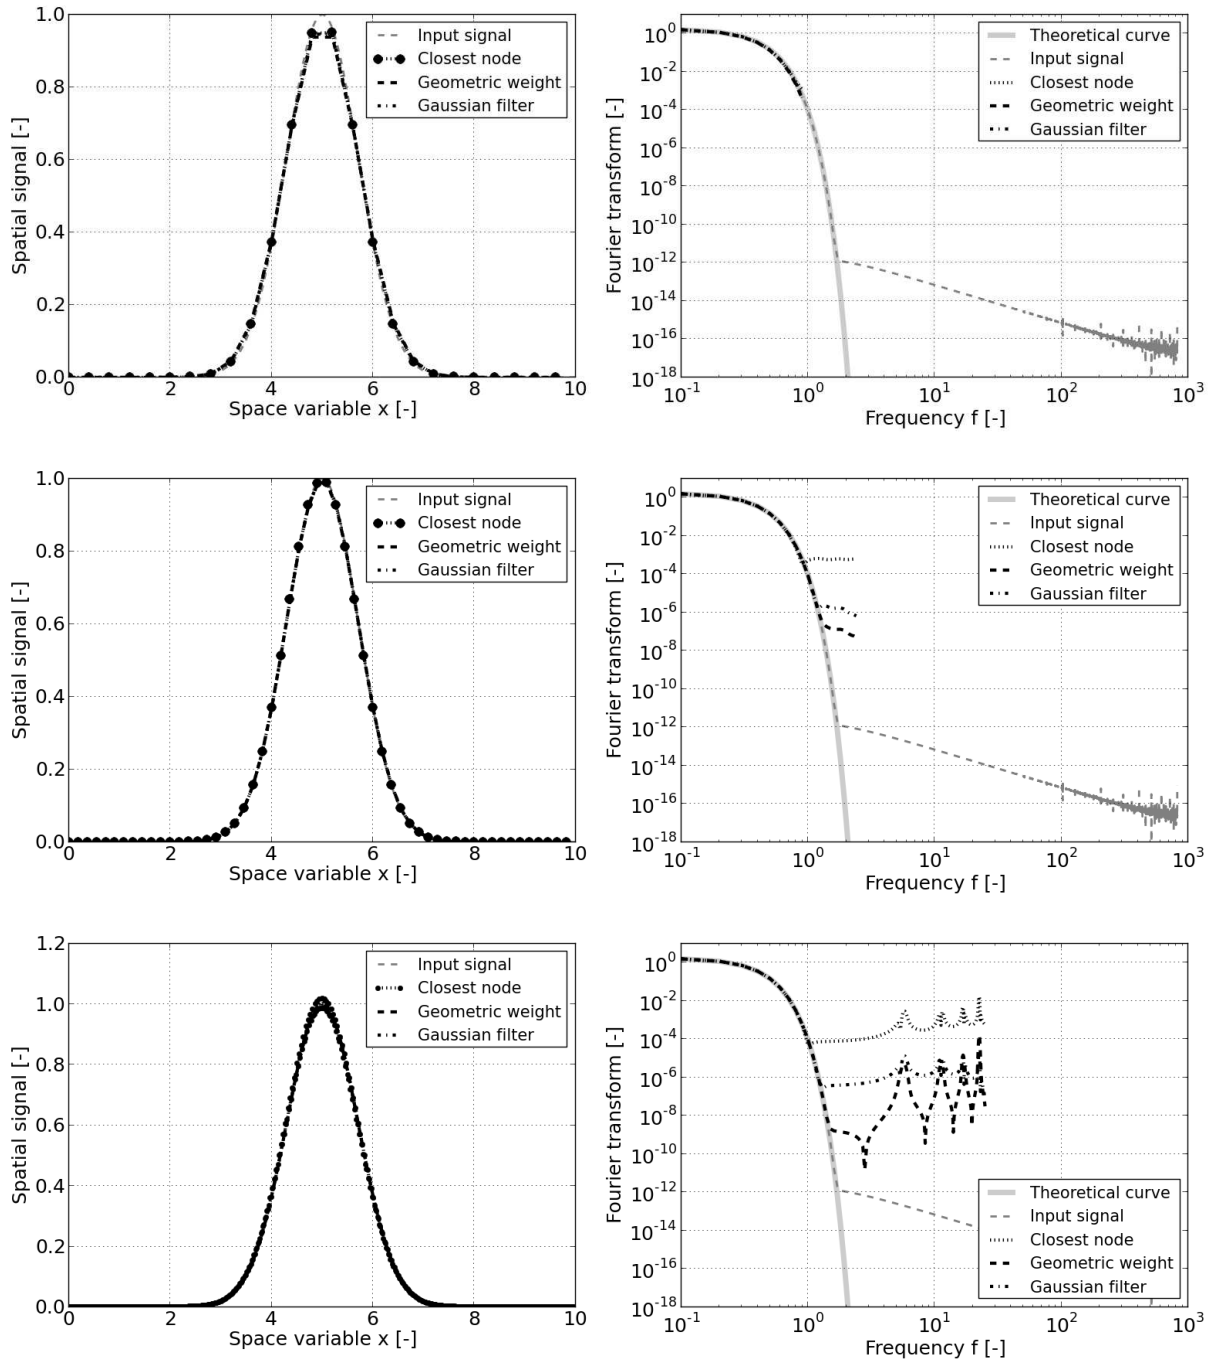 Spatial signal [-]
1.0
0.8
0.6
0.4
0.2
0.0
0 2 4 6 8 10
Space variable x [-]
Input signal
Closest node
Geometric weight
Gaussian filter
Fourier transform [-]
10^0
10^-2
10^-4
10^-6
10^-8
10^-10
10^-12
10^-14
10^-16
10^-18
10^-1 10^0 10^1 10^2 10^3
Frequency f [-]
Theoretical curve
Input signal
Closest node
Geometric weight
Gaussian filter
Spatial signal [-]
1.0
0.8
0.6
0.4
0.2
0.0
0 2 4 6 8 10
Space variable x [-]
Input signal
Closest node
Geometric weight
Gaussian filter
Fourier transform [-]
10^0
10^-2
10^-4
10^-6
10^-8
10^-10
10^-12
10^-14
10^-16
10^-18
10^-1 10^0 10^1 10^2 10^3
Frequency f [-]
Theoretical curve
Input signal
Closest node
Geometric weight
Gaussian filter
Spatial signal [-]
1.2
1.0
0.8
0.6
0.4
0.2
0.0
0 2 4 6 8 10
Space variable x [-]
Input signal
Closest node
Geometric weight
Gaussian filter
Fourier transform [-]
10^0
10^-2
10^-4
10^-6
10^-8
10^-10
10^-12
10^-14
10^-16
10^-18
10^-1 10^0 10^1 10^2 10^3
Frequency f [-]
Theoretical curve
Input signal
Closest node
Geometric weight
Gaussian filter